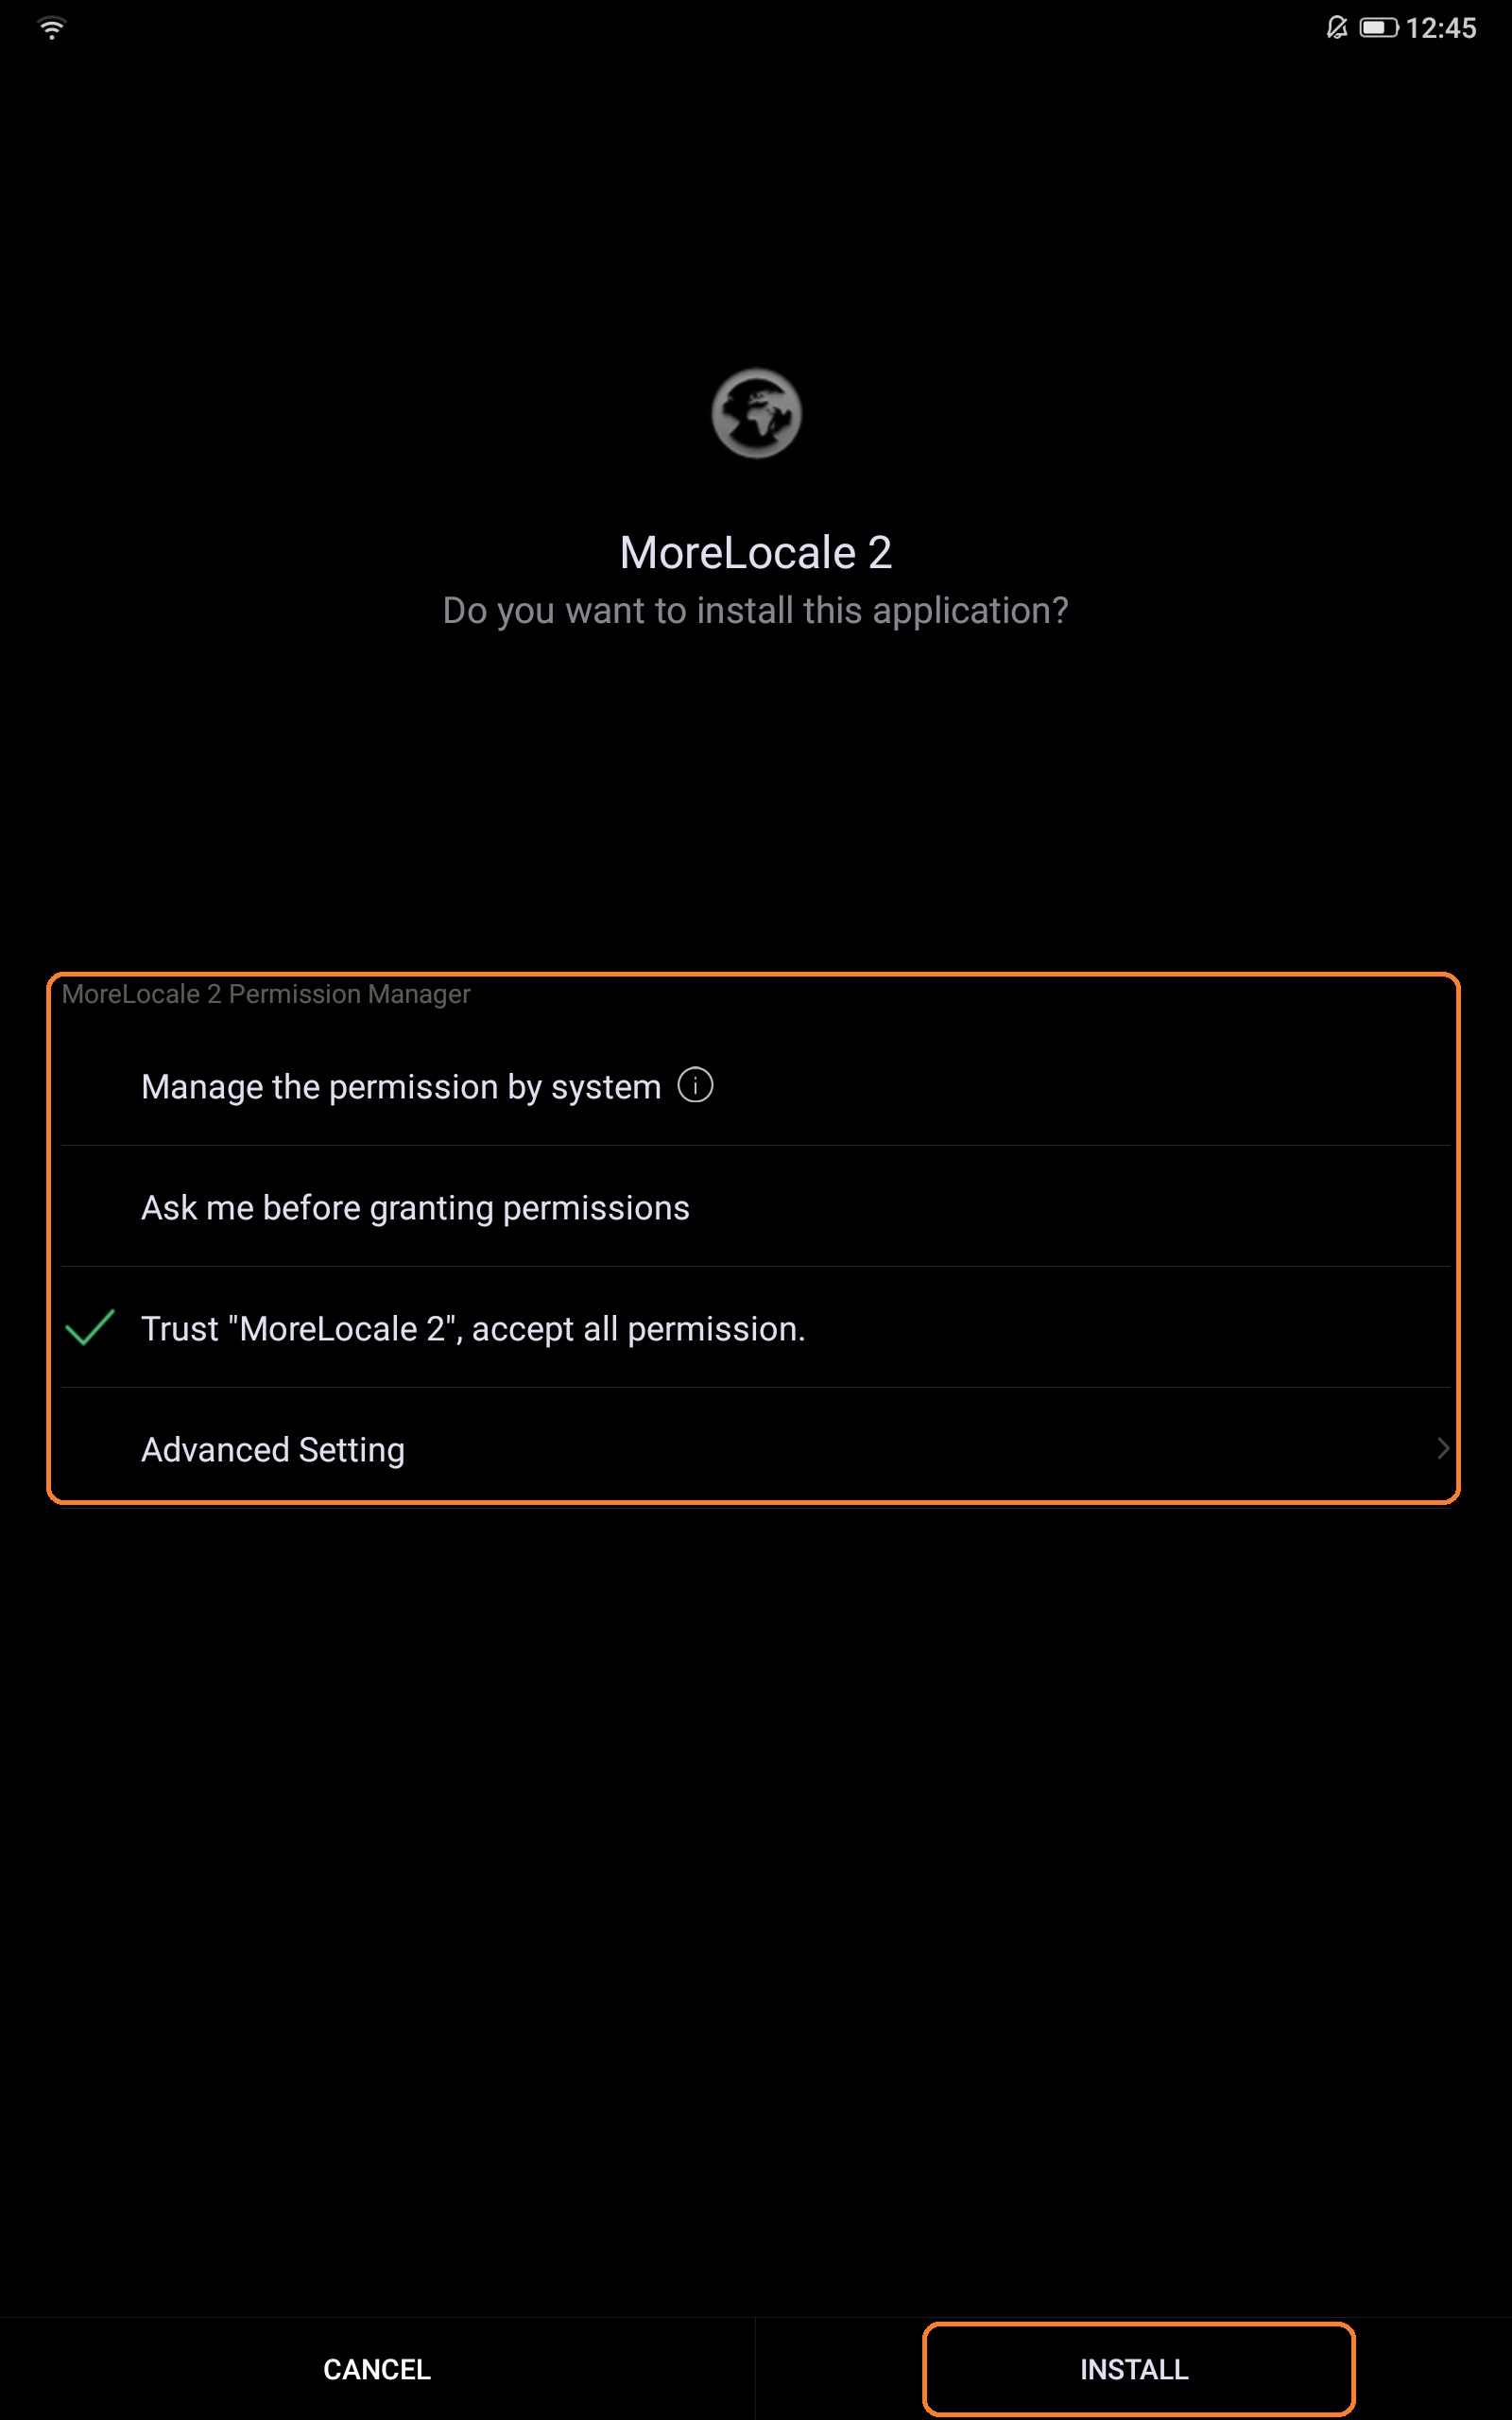 12:45
MoreLocale 2
Do you want to install this application?
MoreLocale 2 Permission Manager
Manage the permission by system
Ask me before granting permissions
Trust "MoreLocale 2", accept all permission.
Advanced Setting
CANCEL
INSTALL